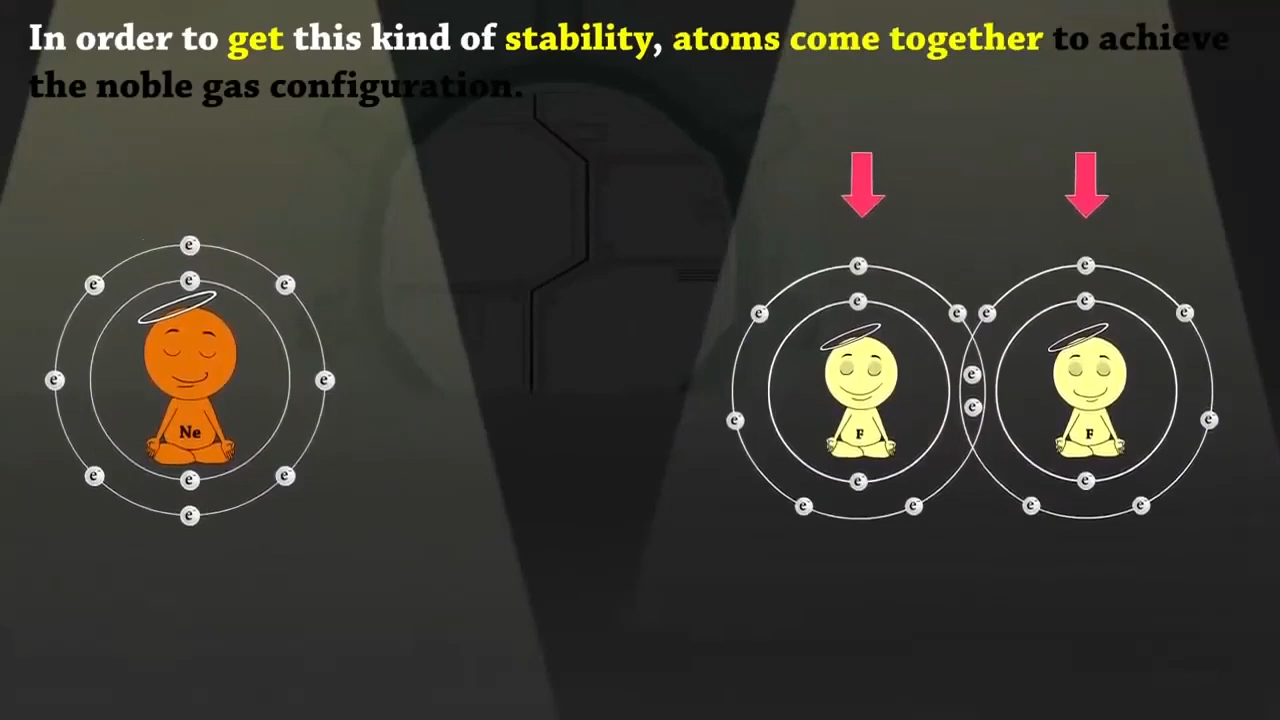 In order to get this kind of stability, atoms come together to achieve
the noble gas configuration.
e⁻
e⁻ e⁻ e⁻
e⁻ e⁻
e⁻ e⁻ e⁻
e⁻
Ne
e⁻ e⁻
e⁻ e⁻
e⁻ e⁻ e⁻ e⁻
e⁻
e⁻
e⁻ e⁻
F F
e⁻ e⁻
e⁻ e⁻ e⁻ e⁻